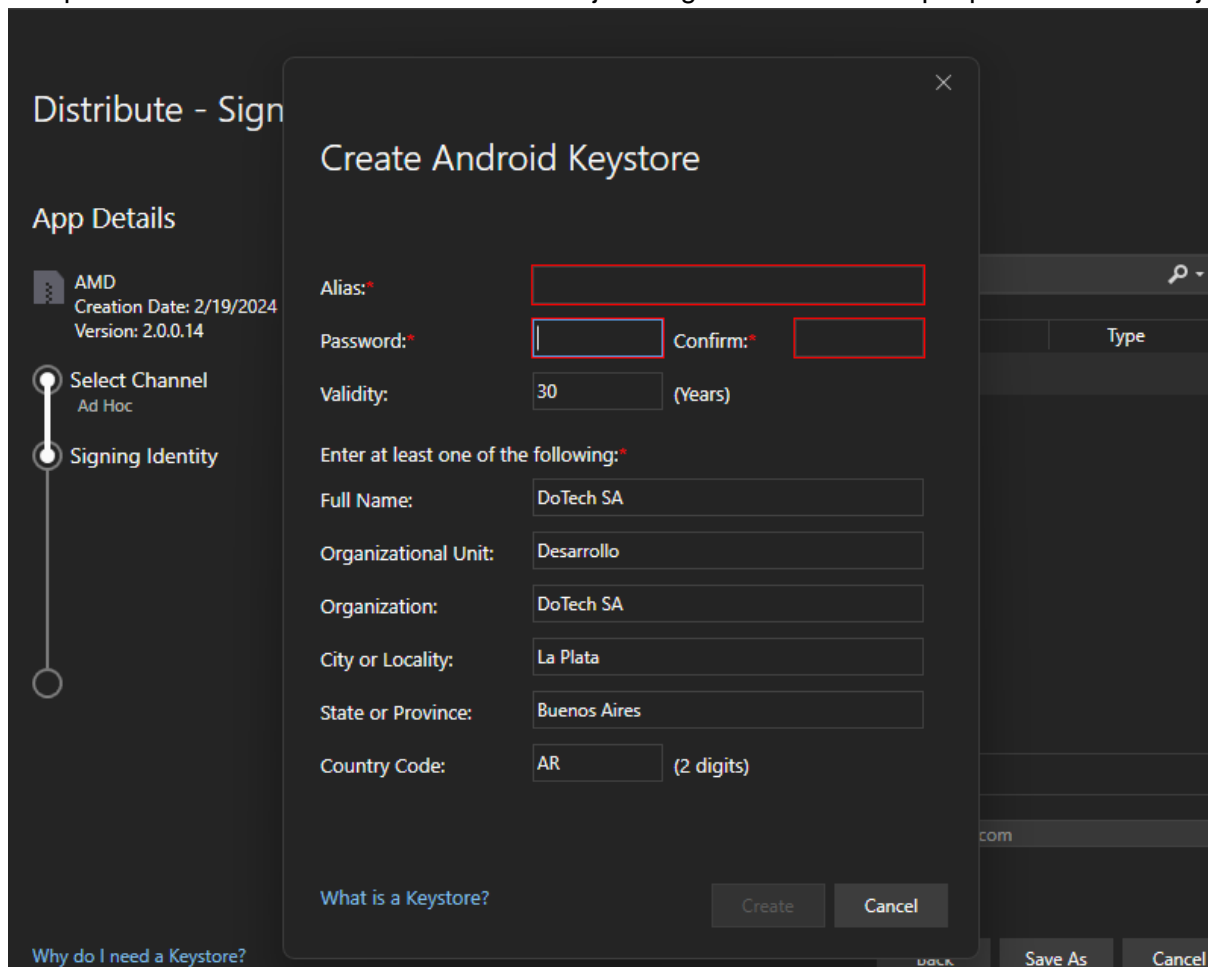 Distribute - Sign
App Details
AMD
Creation Date: 2/19/2024
Version: 2.0.0.14
Select Channel
Ad Hoc
Signing Identity
Why do I need a Keystore?
Create Android Keystore
Alias:*
Password:* Confirm:*
Validity: 30 (Years)
Enter at least one of the following:*
Full Name: DoTech SA
Organizational Unit: Desarrollo
Organization: DoTech SA
City or Locality: La Plata
State or Province: Buenos Aires
Country Code: AR (2 digits)
What is a Keystore? Create Cancel
Type
com
Back Save As Cancel